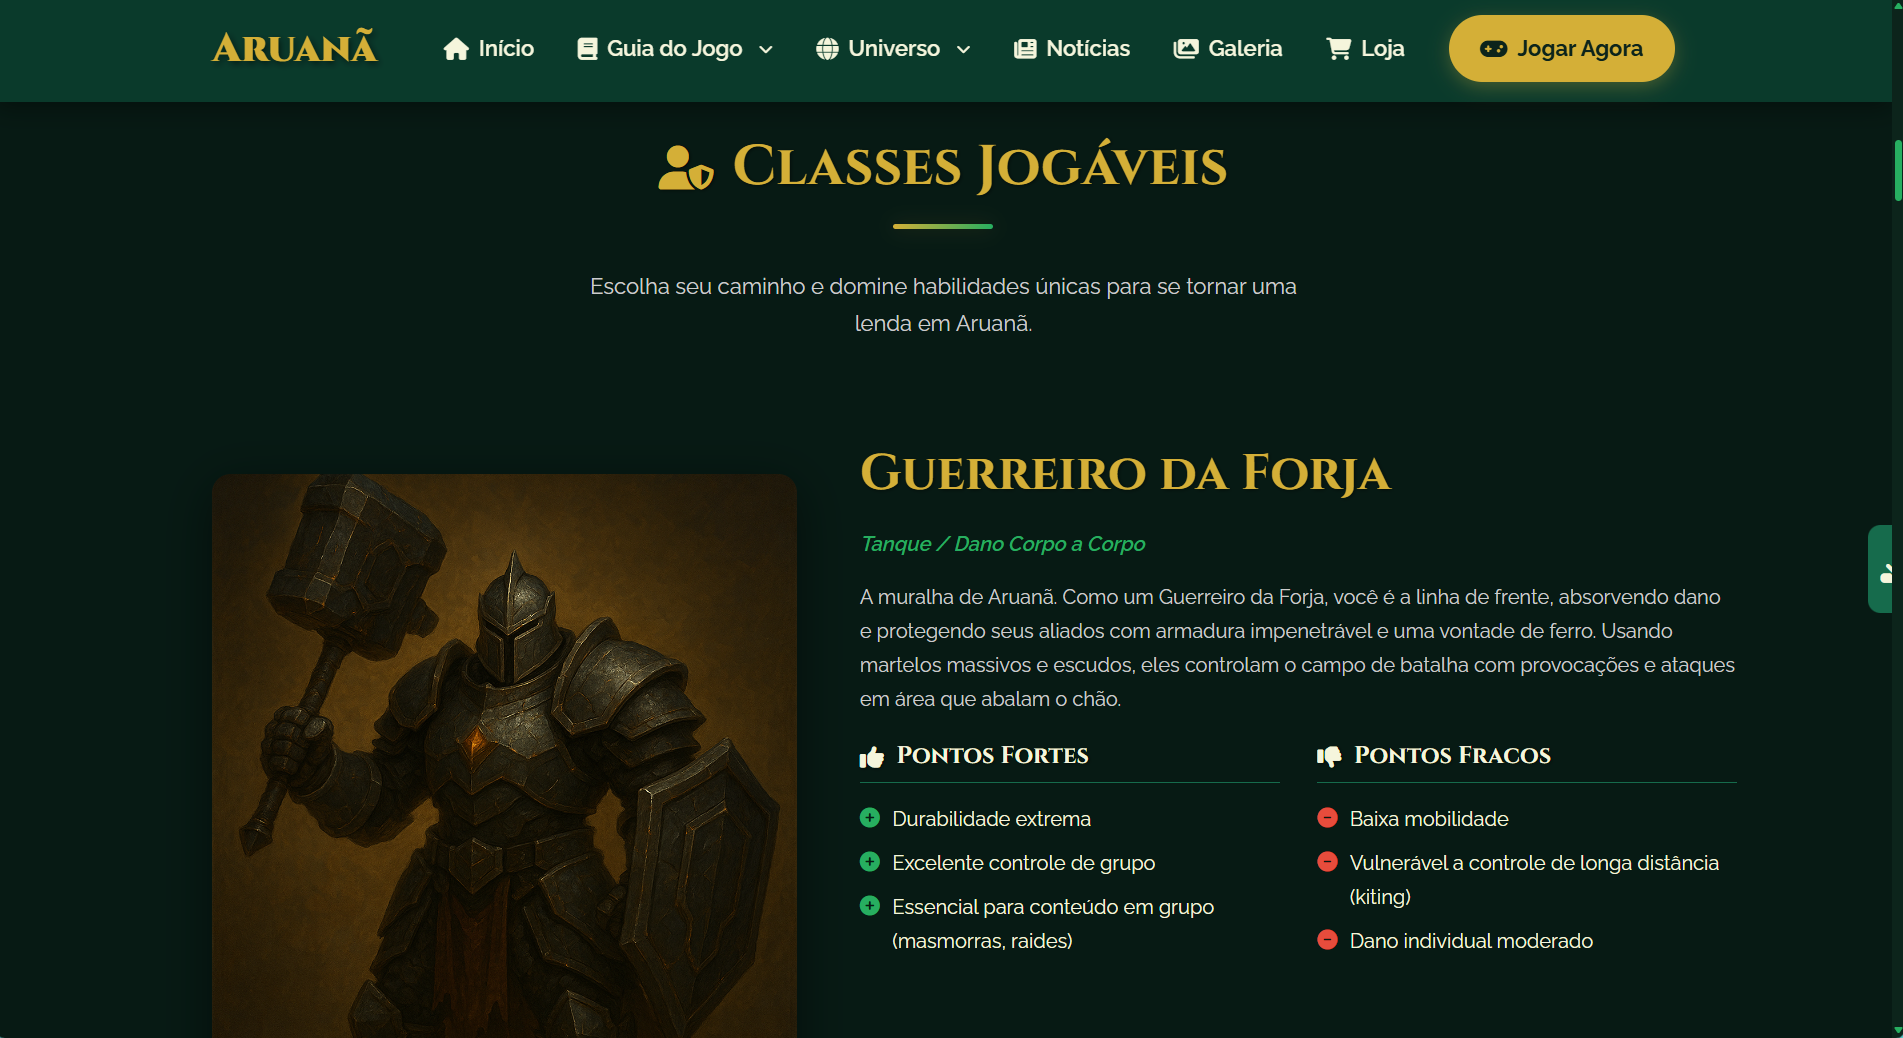 Aruanã
Início
Guia do Jogo
Universo
Notícias
Galeria
Loja
Jogar Agora
Classes Jogáveis
Escolha seu caminho e domine habilidades únicas para se tornar uma
lenda em Aruanã.
Guerreiro da Forja
Tanque / Dano Corpo a Corpo
A muralha de Aruanã. Como um Guerreiro da Forja, você é a linha de frente, absorvendo dano
e protegendo seus aliados com armadura impenetrável e uma vontade de ferro. Usando
martelos massivos e escudos, eles controlam o campo de batalha com provocações e ataques
em área que abalam o chão.
Pontos Fortes
Durabilidade extrema
Excelente controle de grupo
Essencial para conteúdo em grupo
(masmorras, raides)
Pontos Fracos
Baixa mobilidade
Vulnerável a controle de longa distância
(kiting)
Dano individual moderado